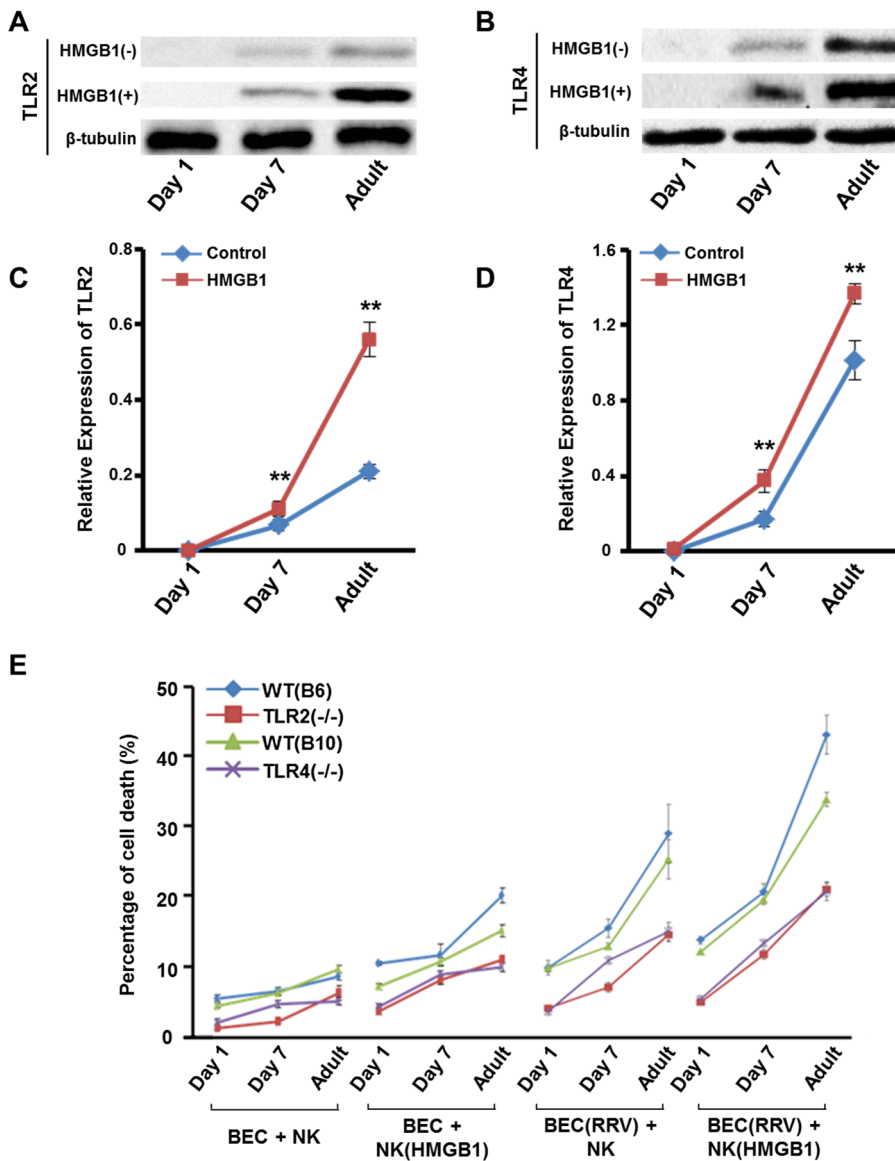 A
TLR2
HMGB1(-)
HMGB1(+)
β-tubulin
Day 1
Day 7
Adult
B
TLR4
HMGB1(-)
HMGB1(+)
β-tubulin
Day 1
Day 7
Adult
C
Relative Expression of TLR2
0.8
0.6
0.4
0.2
0
Control
HMGB1
**
**
Day 1
Day 7
Adult
D
Relative Expression of TLR4
1.6
1.2
0.8
0.4
0
Control
HMGB1
**
**
Day 1
Day 7
Adult
E
Percentage of cell death (%)
50
40
30
20
10
0
WT(B6)
TLR2(-/-)
WT(B10)
TLR4(-/-)
Day 1
Day 7
Adult
Day 1
Day 7
Adult
Day 1
Day 7
Adult
Day 1
Day 7
Adult
BEC + NK
BEC +
NK(HMGB1)
BEC(RRV) +
NK
BEC(RRV) +
NK(HMGB1)